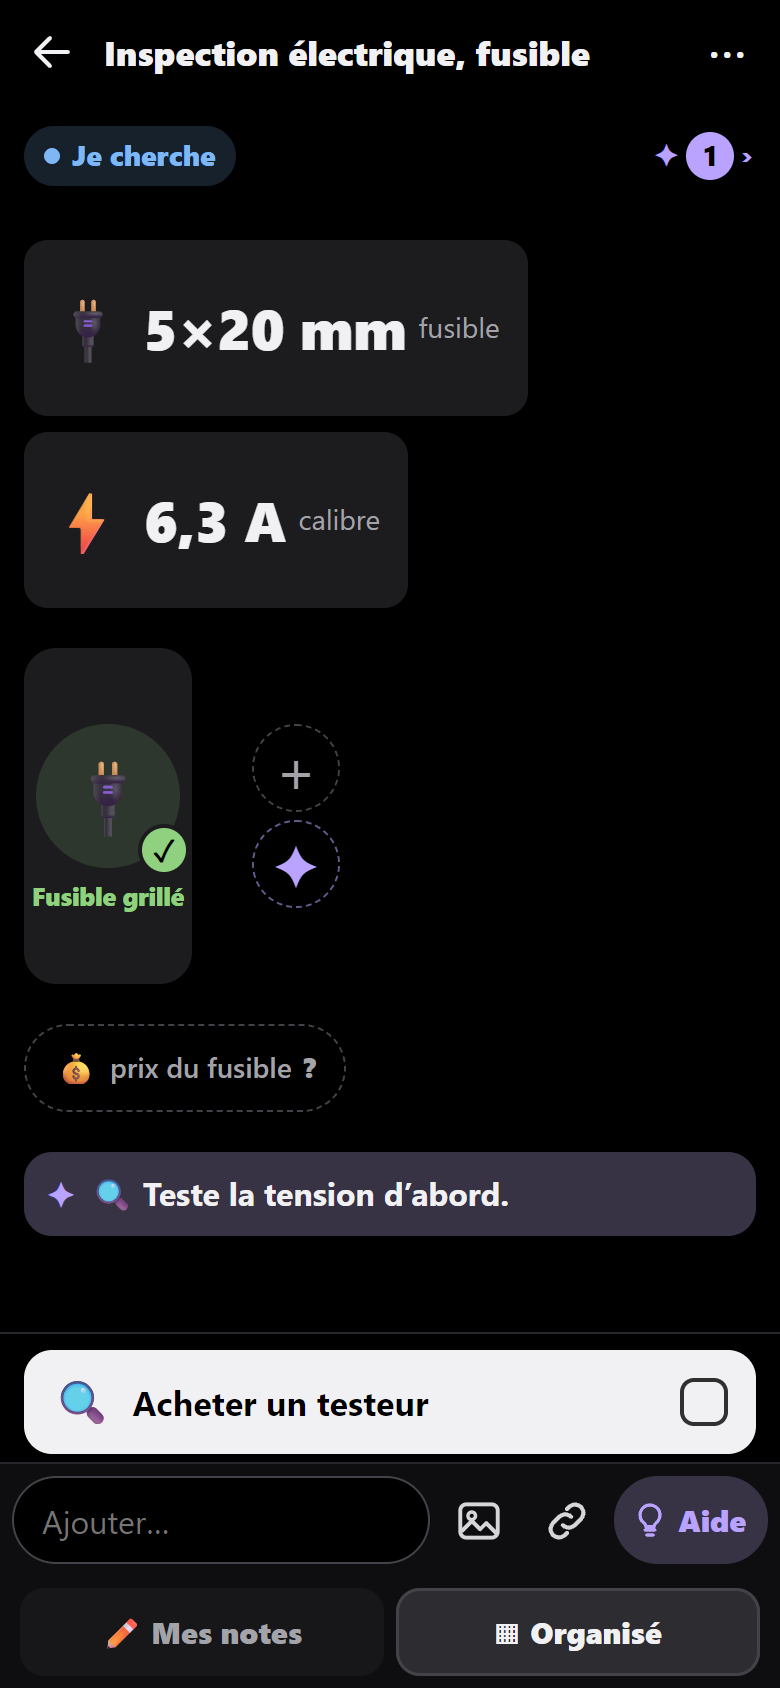 Inspection électrique, fusible
Je cherche
1
5×20 mm fusible
6,3 A calibre
Fusible grillé
prix du fusible ?
Teste la tension d’abord.
Acheter un testeur
Ajouter...
Aide
Mes notes
Organisé